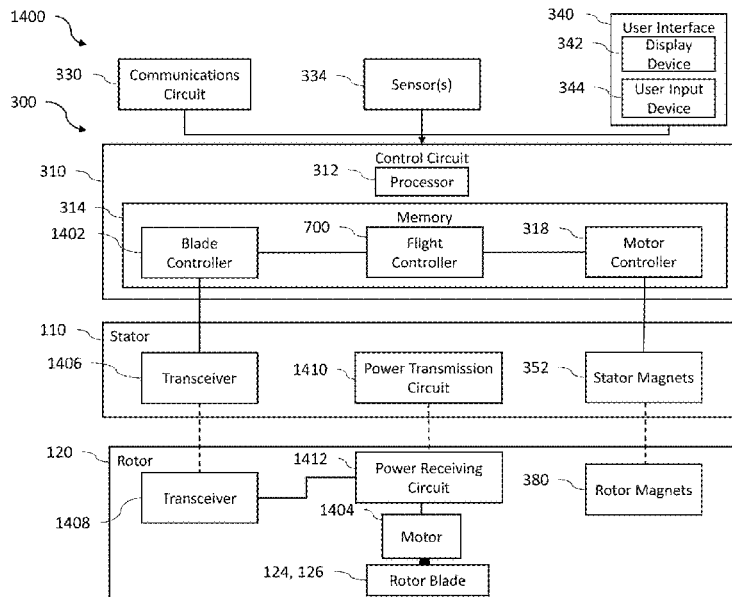 1400
340
User Interface
342
Display
Device
330
Communications
Circuit
334
Sensor(s)
344
User Input
Device
300
310
Control Circuit
312
Processor
314
Memory
1402
Blade
Controller
700
Flight
Controller
318
Motor
Controller
110
Stator
1406
Transceiver
1410
Power Transmission
Circuit
352
Stator Magnets
120
Rotor
1412
Power Receiving
Circuit
1408
Transceiver
380
Rotor Magnets
1404
Motor
124, 126
Rotor Blade